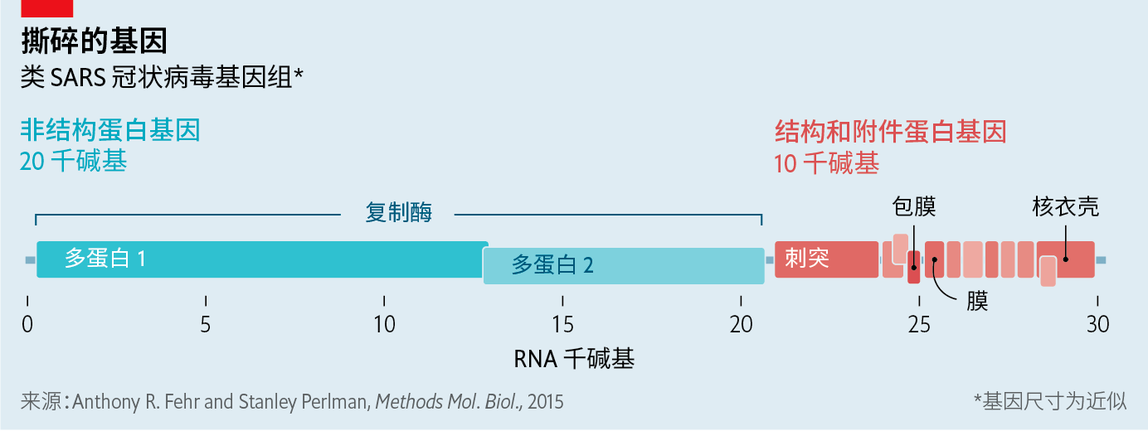 撕碎的基因
类 SARS 冠状病毒基因组*
非结构蛋白基因
20 千碱基
结构和附件蛋白基因
10 千碱基
复制酶
包膜
核衣壳
多蛋白 1
多蛋白 2
刺突
膜
0 5 10 15 20 25 30
RNA 千碱基
来源：Anthony R. Fehr and Stanley Perlman, Methods Mol. Biol., 2015
*基因尺寸为近似